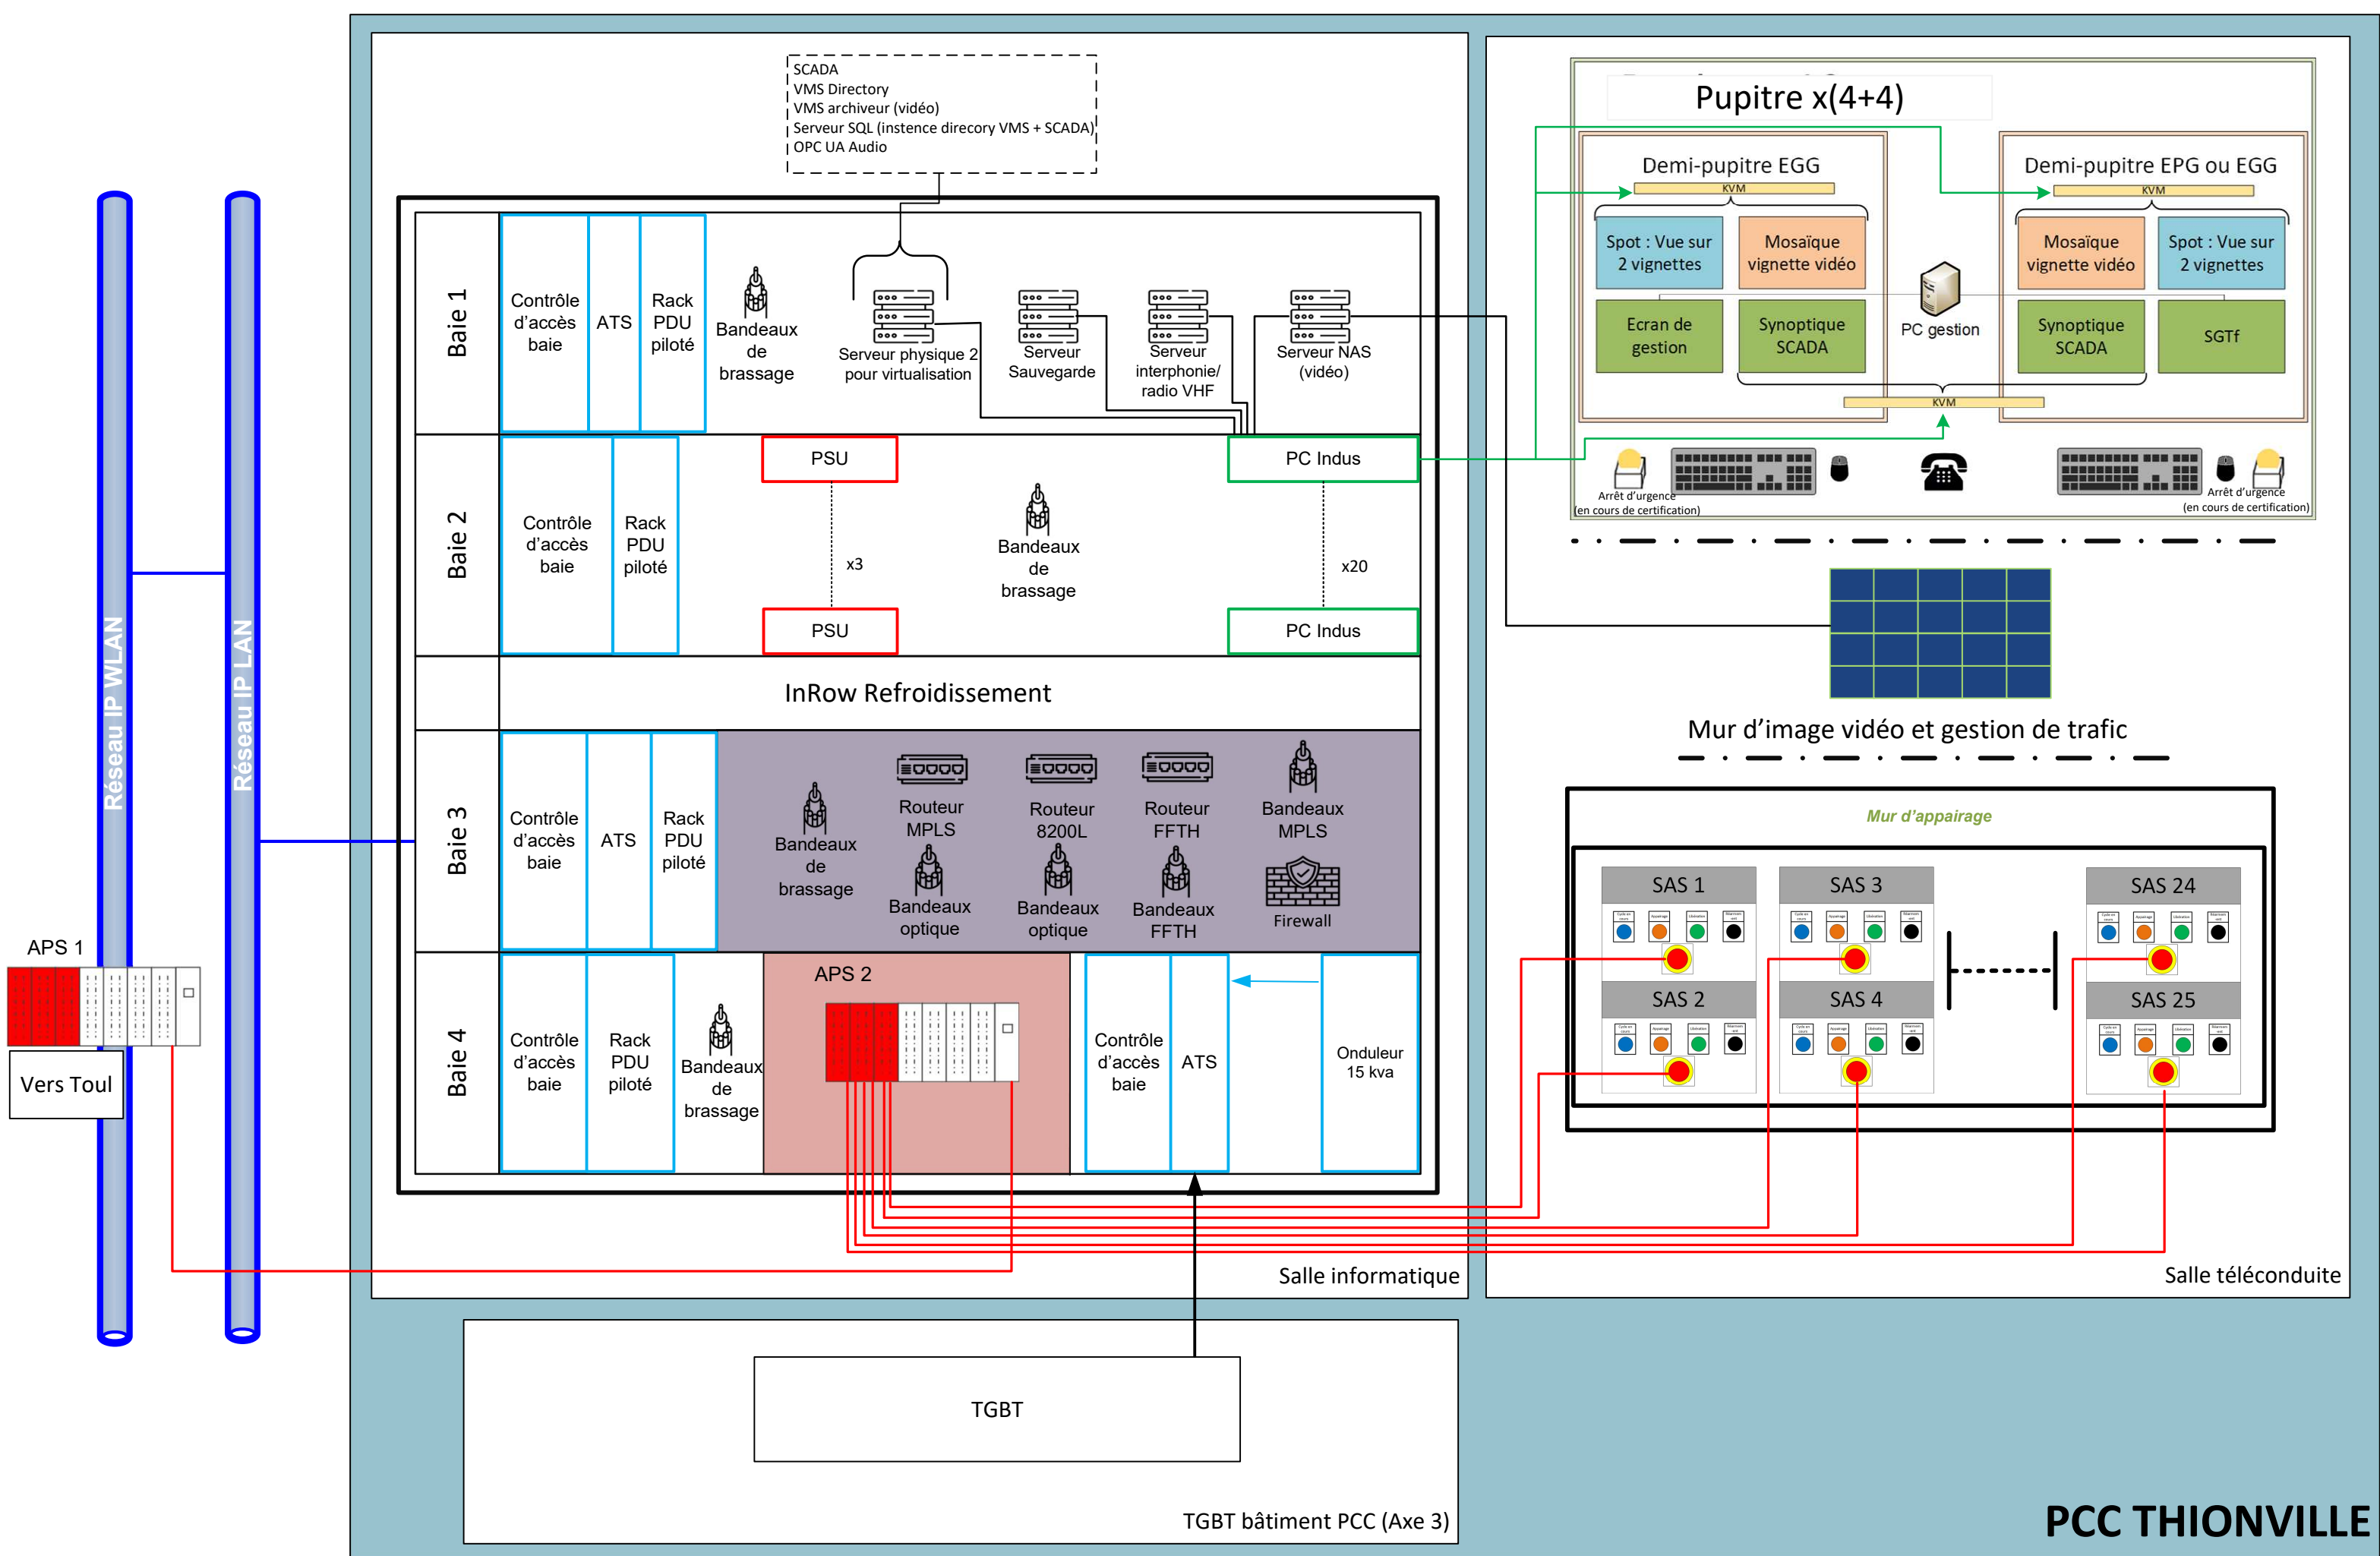 SCADA
VMS Directory
VMS archiveur (vidéo)
Serveur SQL (instence direcory VMS + SCADA)
OPC UA Audio
Réseau IP WLAN
Réseau IP LAN
APS 1
Vers Toul
Baie 1
Contrôle
d'accès
baie
ATS
Rack
PDU
piloté
Bandeaux
de
brassage
Serveur physique 2
pour virtualisation
Serveur
Sauvegarde
Serveur
interphonie/
radio VHF
Serveur NAS
(vidéo)
Baie 2
Contrôle
d'accès
baie
Rack
PDU
piloté
PSU
x3
PSU
Bandeaux
de
brassage
PC Indus
x20
PC Indus
InRow Refroidissement
Baie 3
Contrôle
d'accès
baie
ATS
Rack
PDU
piloté
Bandeaux
de
brassage
Routeur
MPLS
Routeur
8200L
Routeur
FFTH
Bandeaux
MPLS
Bandeaux
optique
Bandeaux
optique
Bandeaux
FFTH
Firewall
Baie 4
Contrôle
d'accès
baie
Rack
PDU
piloté
Bandeaux
de
brassage
APS 2
Contrôle
d'accès
baie
ATS
Onduleur
15 kva
Salle informatique
TGBT
TGBT bâtiment PCC (Axe 3)
Pupitre x(4+4)
Demi-pupitre EGG
KVM
Spot : Vue sur
2 vignettes
Mosaïque
vignette vidéo
Ecran de
gestion
Synoptique
SCADA
PC gestion
Demi-pupitre EPG ou EGG
KVM
Mosaïque
vignette vidéo
Spot : Vue sur
2 vignettes
Synoptique
SCADA
SGTf
KVM
Arrêt d'urgence
(en cours de certification)
Arrêt d'urgence
(en cours de certification)
Mur d'image vidéo et gestion de trafic
Mur d'appairage
SAS 1
SAS 3
SAS 24
SAS 2
SAS 4
SAS 25
Salle téléconduite
PCC THIONVILLE